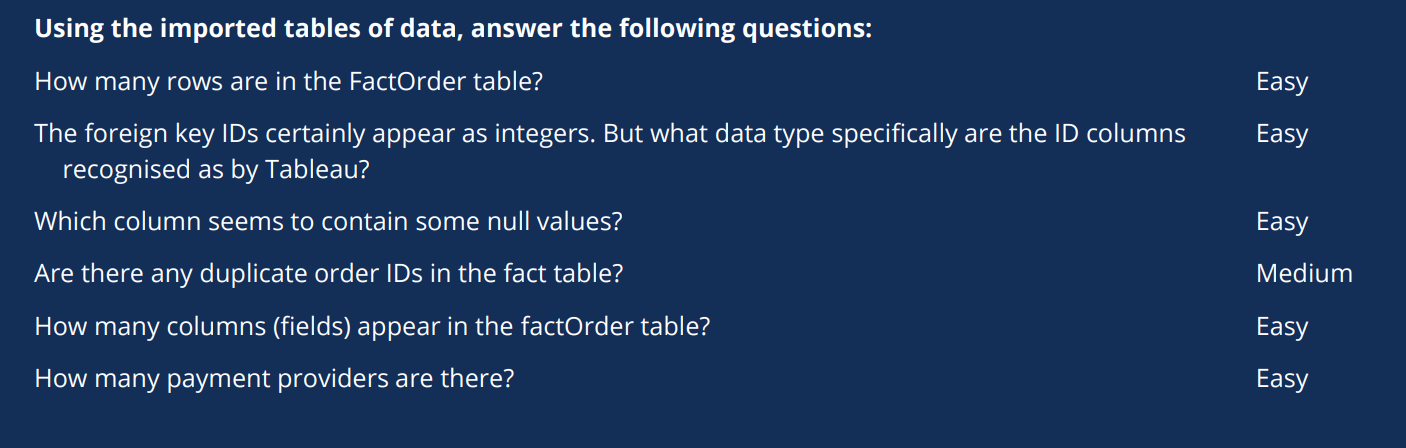 Using the imported tables of data, answer the following questions:
How many rows are in the FactOrder table? Easy
The foreign key IDs certainly appear as integers. But what data type specifically are the ID columns Easy
recognised as by Tableau?
Which column seems to contain some null values? Easy
Are there any duplicate order IDs in the fact table? Medium
How many columns (fields) appear in the factOrder table? Easy
How many payment providers are there? Easy